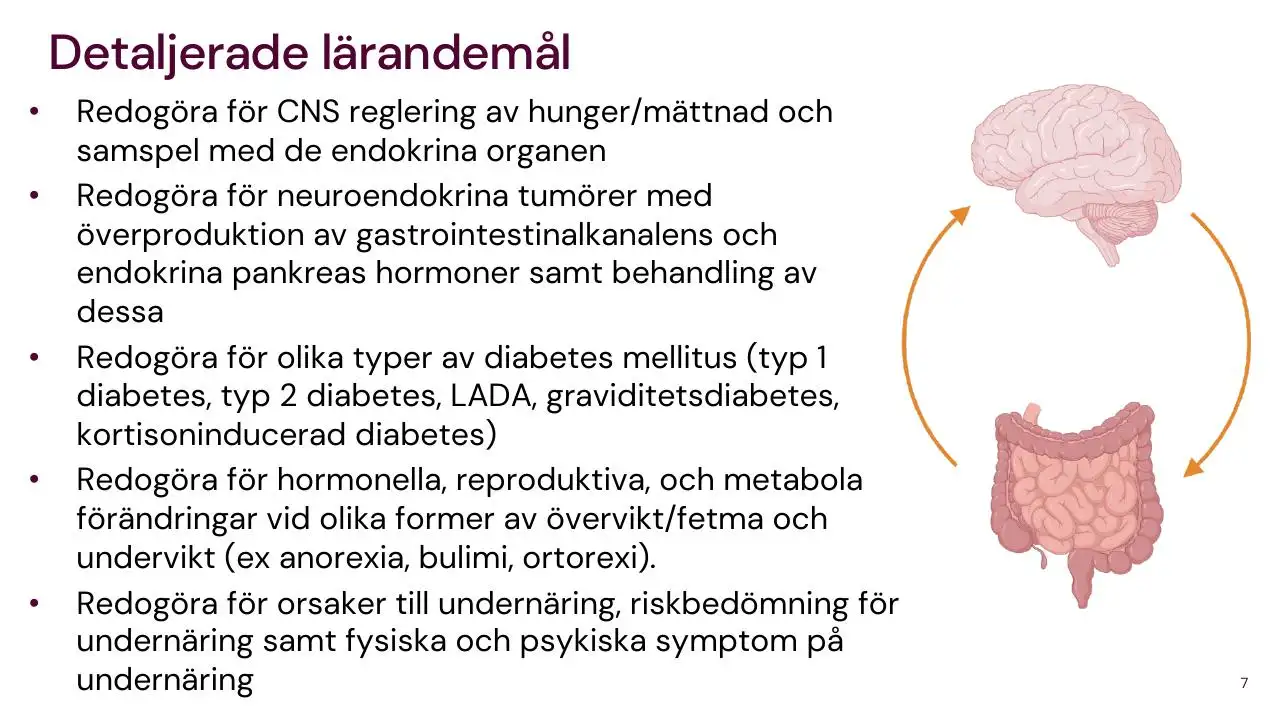 Detaljerade lärandemål
• Redogöra för CNS reglering av hunger/mättnad och
samspel med de endokrina organen
• Redogöra för neuroendokrina tumörer med
överproduktion av gastrointestinalkanalens och
endokrina pankreas hormoner samt behandling av
dessa
• Redogöra för olika typer av diabetes mellitus (typ 1
diabetes, typ 2 diabetes, LADA, graviditetsdiabetes,
kortisoninducerad diabetes)
• Redogöra för hormonella, reproduktiva, och metabola
förändringar vid olika former av övervikt/fetma och
undervikt (ex anorexia, bulimi, ortorexi).
• Redogöra för orsaker till undernäring, riskbedömning för
undernäring samt fysiska och psykiska symptom på
undernäring
7